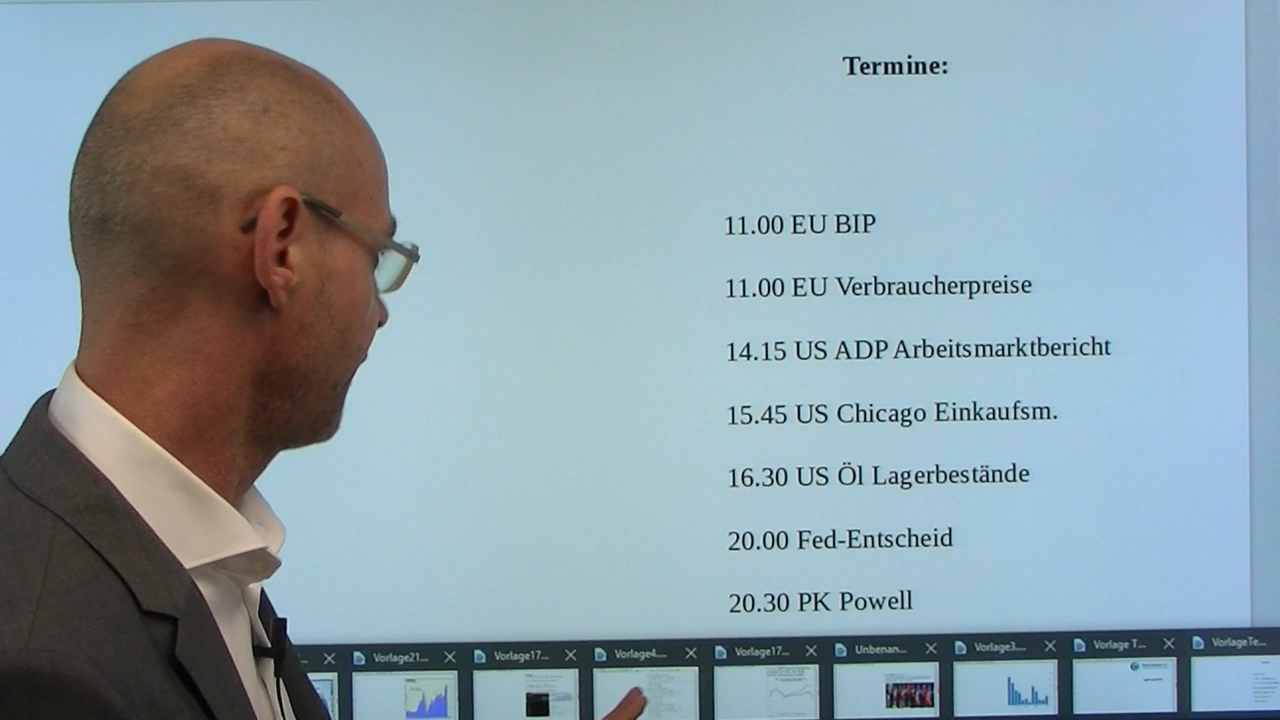 Termine:
11.00 EU BIP
11.00 EU Verbraucherpreise
14.15 US ADP Arbeitsmarktbericht
15.45 US Chicago Einkaufsm.
16.30 US Öl Lagerbestände
20.00 Fed-Entscheid
20.30 PK Powell
Vorlage21...
Vorlage17...
Vorlage4....
Vorlage17...
Unbenan...
Vorlage3....
Vorlage T...
VorlageTe...